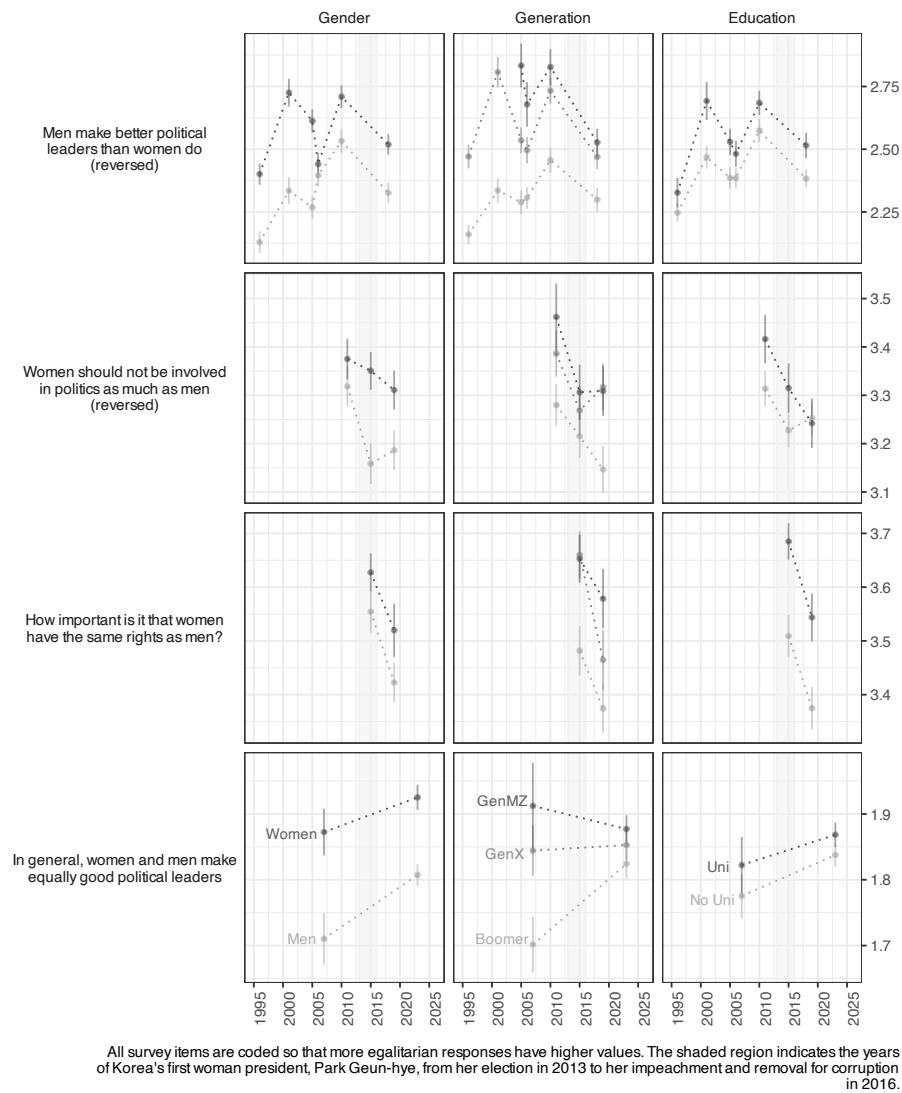 Gender
Generation
Education
Men make better political
leaders than women do
(reversed)
2.75
2.50
2.25
Women should not be involved
in politics as much as men
(reversed)
3.5
3.4
3.3
3.2
3.1
How important is it that women
have the same rights as men?
3.7
3.6
3.5
3.4
In general, women and men make
equally good political leaders
Women
Men
GenMZ
GenX
Boomer
Uni
No Uni
1.9
1.8
1.7
1995 2000 2005 2010 2015 2020 2025
1995 2000 2005 2010 2015 2020 2025
1995 2000 2005 2010 2015 2020 2025
All survey items are coded so that more egalitarian responses have higher values. The shaded region indicates the years
of Korea's first woman president, Park Geun-hye, from her election in 2013 to her impeachment and removal for corruption
in 2016.